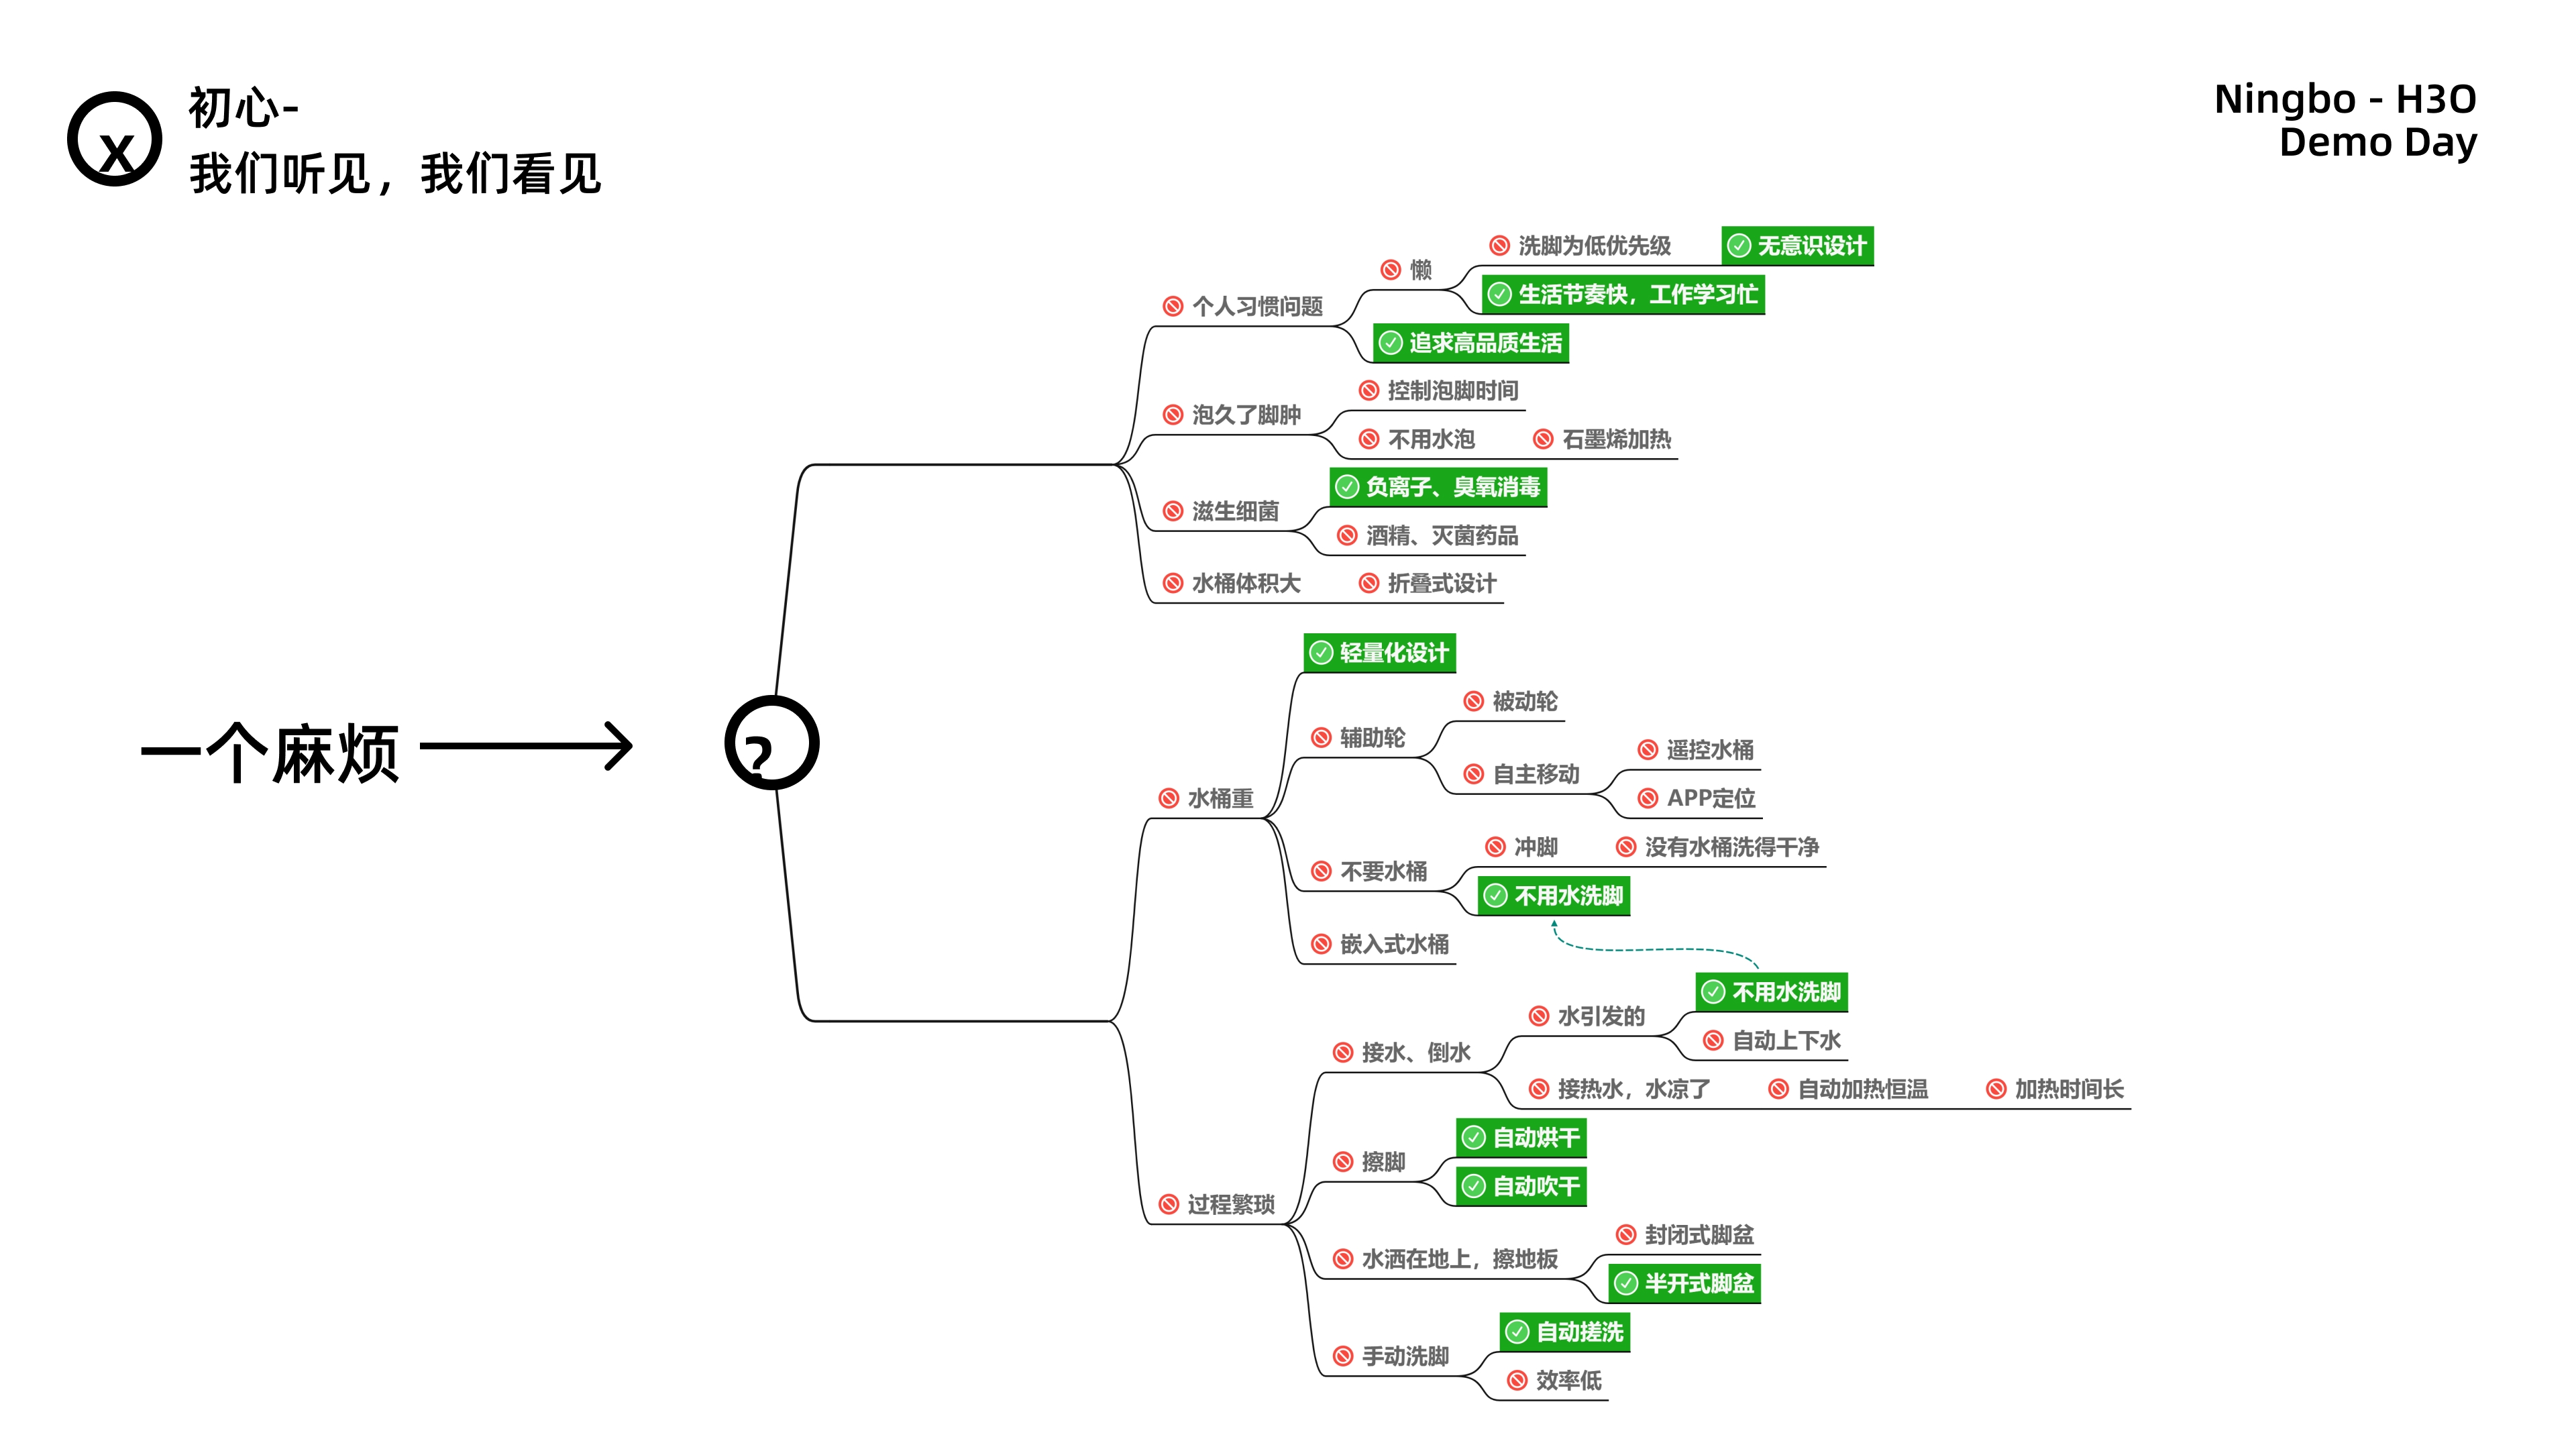 x
初心-
我们听见，我们看见
Ningbo - H3O
Demo Day
一个麻烦
?
个人习惯问题
懒
洗脚为低优先级
无意识设计
生活节奏快，工作学习忙
追求高品质生活
泡久了脚肿
控制泡脚时间
不用水泡
石墨烯加热
滋生细菌
负离子、臭氧消毒
酒精、灭菌药品
水桶体积大
折叠式设计
水桶重
轻量化设计
辅助轮
被动轮
自主移动
遥控水桶
APP定位
不要水桶
冲脚
没有水桶洗得干净
不用水洗脚
嵌入式水桶
过程繁琐
接水、倒水
水引发的
不用水洗脚
自动上下水
接热水，水凉了
自动加热恒温
加热时间长
擦脚
自动烘干
自动吹干
水洒在地上，擦地板
封闭式脚盆
半开式脚盆
手动洗脚
自动搓洗
效率低